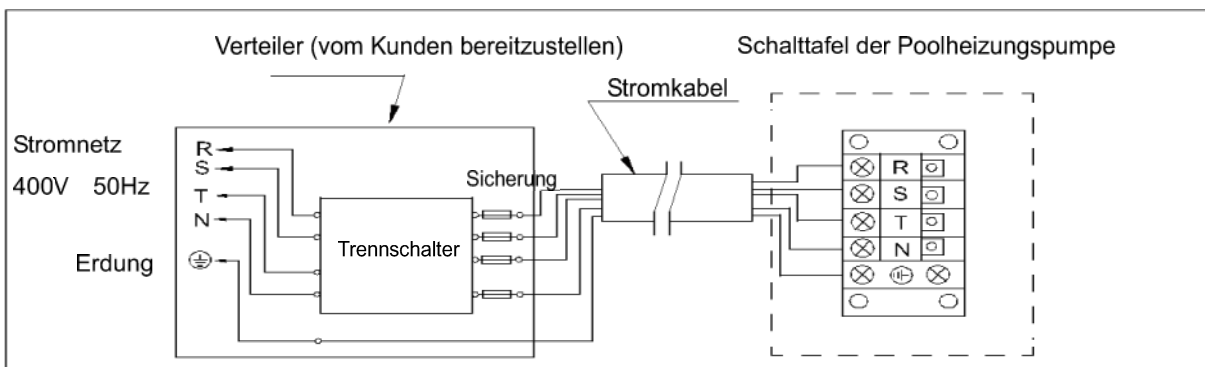 Verteiler (vom Kunden bereitzustellen)
Schalttafel der Poolheizungspumpe
Stromkabel
Stromnetz
400V 50Hz
R
S
T
N
Erdung
Sicherung
Trennschalter
R
S
T
N